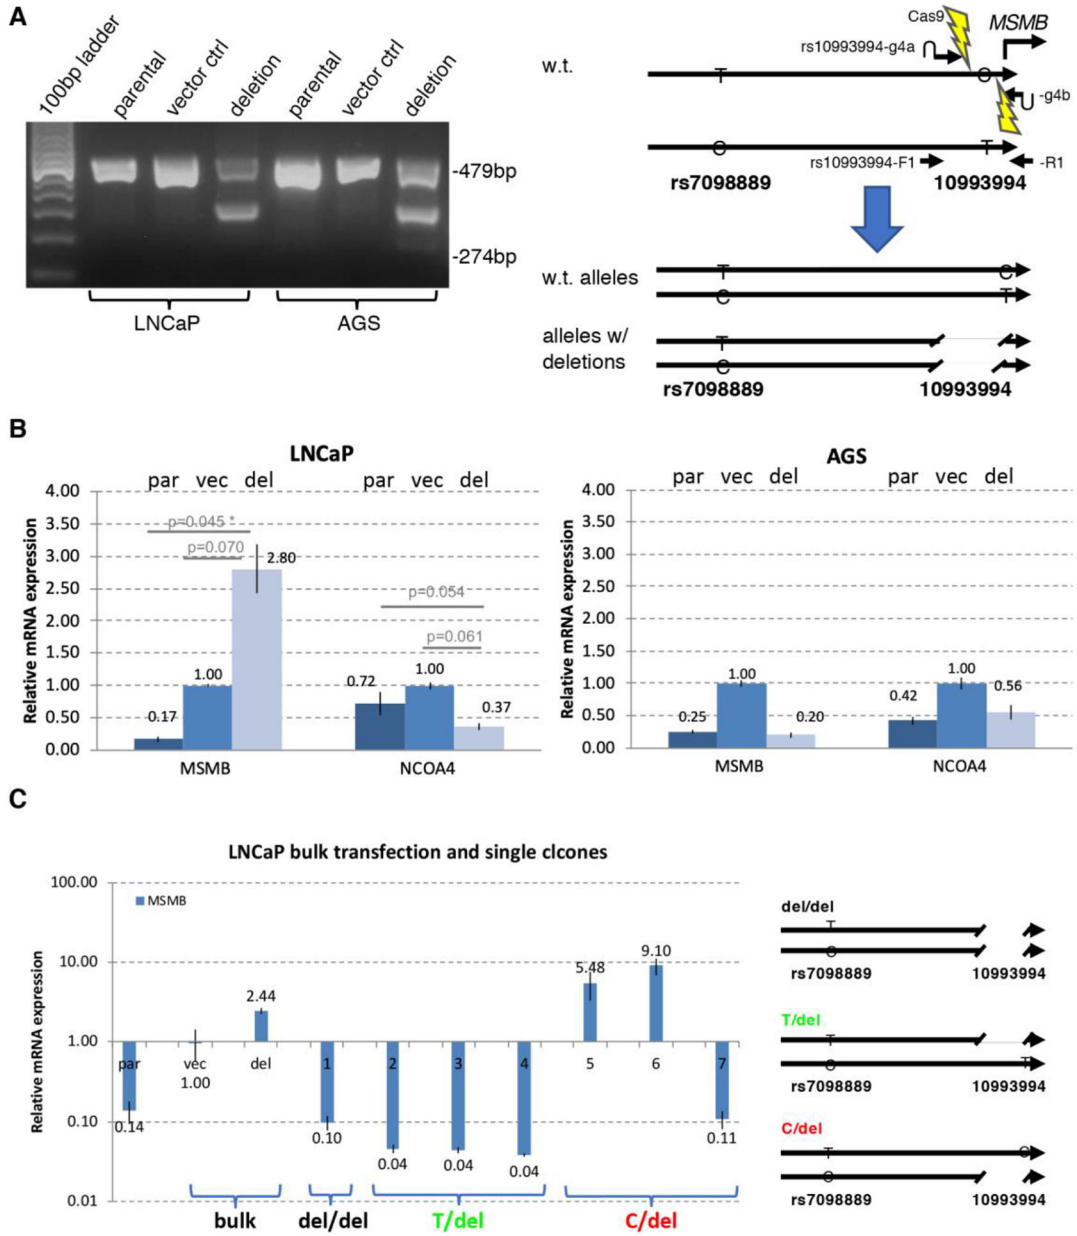 A
100bp ladder
parental
vector ctrl
deletion
parental
vector ctrl
deletion
-479bp
-274bp
LNCaP
AGS
Cas9
MSMB
rs10993994-g4a
w.t.
T
C
-g4b
C
T
rs10993994-F1
-R1
rs7098889
10993994
w.t. alleles
T
C
C
T
alleles w/
deletions
T
C
rs7098889
10993994
B
LNCaP
par vec del
par vec del
4.00
3.50
3.00
2.50
2.00
1.50
1.00
0.50
0.00
Relative mRNA expression
p=0.045 *
p=0.070
2.80
1.00
0.17
p=0.054
p=0.061
0.72
1.00
0.37
MSMB
NCOA4
AGS
par vec del
par vec del
4.00
3.50
3.00
2.50
2.00
1.50
1.00
0.50
0.00
Relative mRNA expression
0.25
1.00
0.20
0.42
1.00
0.56
MSMB
NCOA4
C
LNCaP bulk transfection and single clcones
100.00
10.00
1.00
0.10
0.01
Relative mRNA expression
MSMB
2.44
5.48
9.10
par
vec
1.00
del
1
2
3
4
5
6
7
0.14
0.10
0.04
0.04
0.04
0.11
bulk
del/del
T/del
C/del
del/del
T
C
rs7098889
10993994
T/del
T
C
T
rs7098889
10993994
C/del
T
C
C
rs7098889
10993994